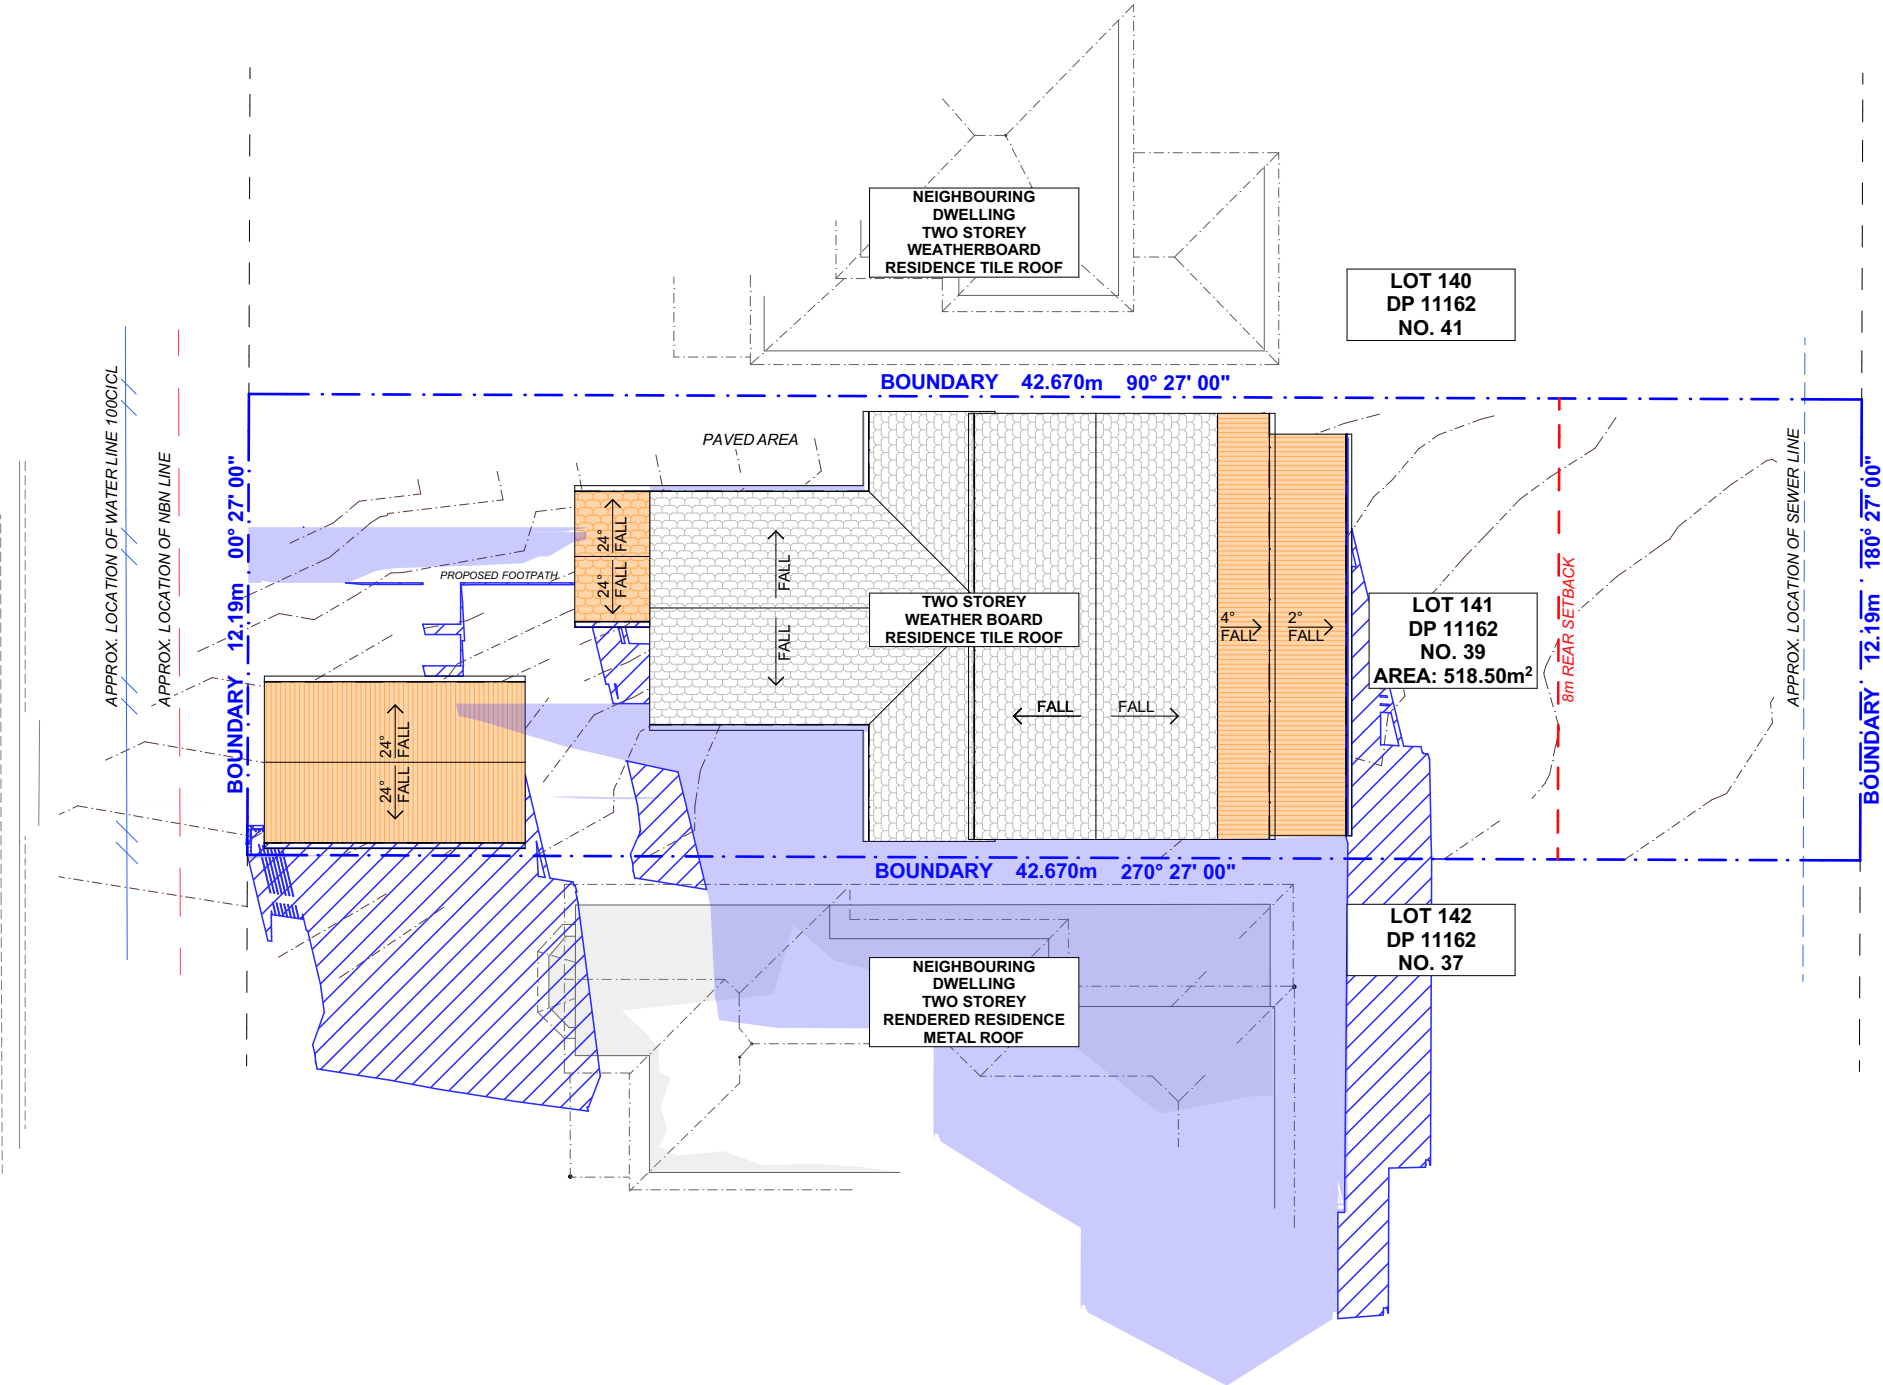 NEIGHBOURING
DWELLING
TWO STOREY
WEATHERBOARD
RESIDENCE TILE ROOF
LOT 140
DP 11162
NO. 41
BOUNDARY 42.670m 90° 27' 00"
APPROX. LOCATION OF WATER LINE 100CICL
APPROX. LOCATION OF NBN LINE
BOUNDARY 12.19m 00° 27' 00"
PAVED AREA
PROPOSED FOOTPATH
24°
FALL
24°
FALL
FALL
FALL
TWO STOREY
WEATHER BOARD
RESIDENCE TILE ROOF
4°
FALL
2°
FALL
LOT 141
DP 11162
NO. 39
AREA: 518.50m²
8m REAR SETBACK
APPROX. LOCATION OF SEWER LINE
BOUNDARY 12.19m 180° 27' 00"
24°
FALL
24°
FALL
FALL
FALL
BOUNDARY 42.670m 270° 27' 00"
LOT 142
DP 11162
NO. 37
NEIGHBOURING
DWELLING
TWO STOREY
RENDERED RESIDENCE
METAL ROOF